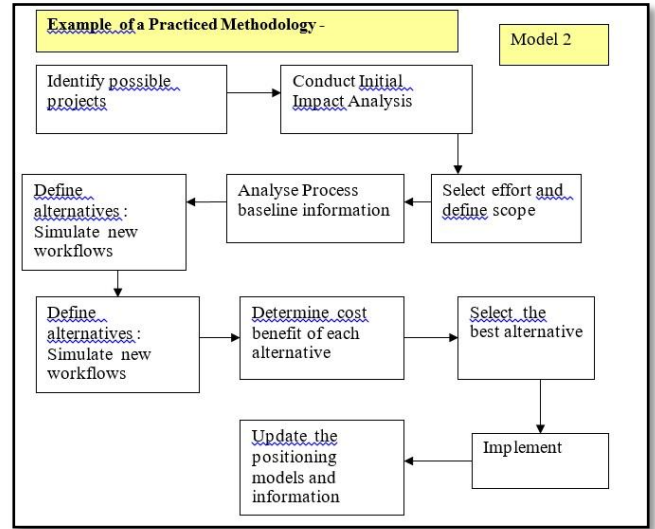 Example of a Practiced Methodology -
Model 2
Identify possible
projects
Conduct Initial
Impact Analysis
Select effort and
define scope
Analyse Process
baseline information
Define
alternatives :
Simulate new
workflows
Define
alternatives :
Simulate new
workflows
Determine cost
benefit of each
alternative
Select the
best alternative
Implement
Update the
positioning
models and
information